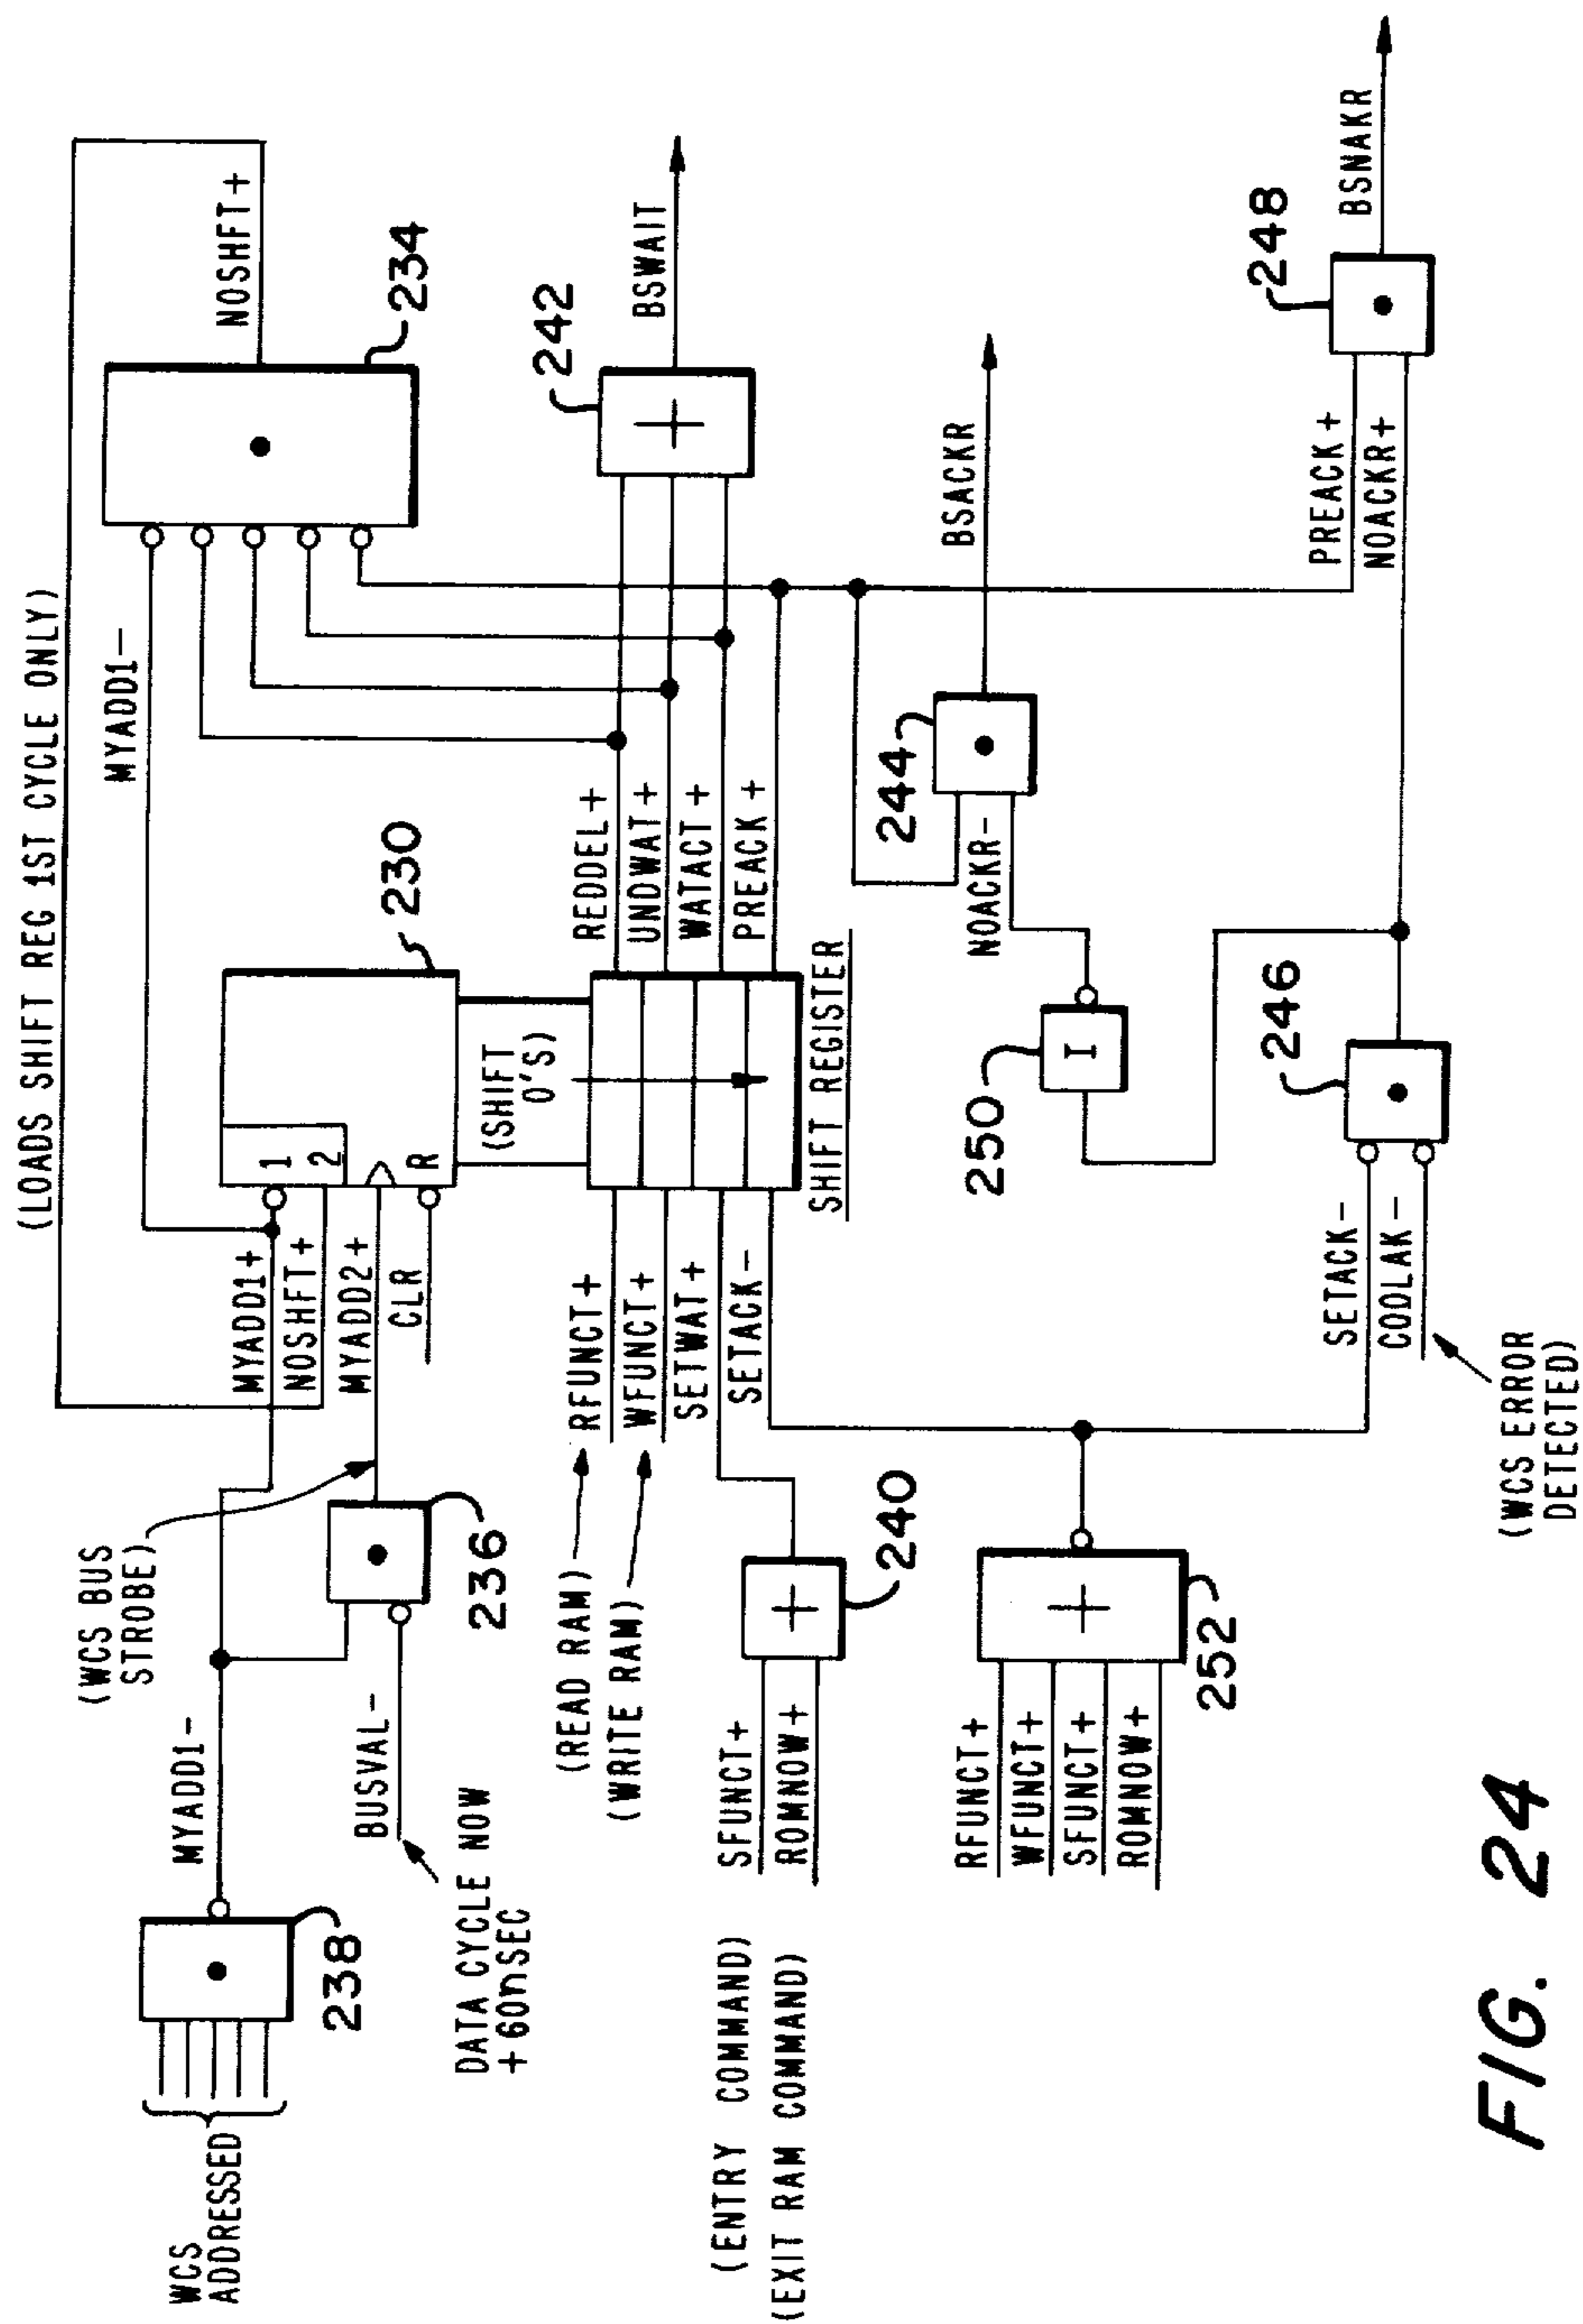 (LOADS SHIFT REG 1ST CYCLE ONLY)
MYADD1-
NOSHFT+
234
230
MYADD1+
NOSHFT+
MYADD2+
CLR
1
2
R
(SHIFT
0'S)
(WCS BUS
STROBE)
MYADD1-
WCS
ADDRESSED
238
BUSVAL-
DATA CYCLE NOW
+60nSEC
236
(READ RAM)
(WRITE RAM)
RFUNCT+
WFUNCT+
SETWAT+
SETACK-
SHIFT REGISTER
REDDEL+
UNDWAT+
WATACT+
PREACK+
242
BSWAIT
(ENTRY COMMAND)
(EXIT RAM COMMAND)
SFUNCT+
ROMNOW+
240
RFUNCT+
WFUNCT+
SFUNCT+
ROMNOW+
252
250
I
NOACKR-
244
BSACKR
SETACK-
CODLAK-
(WCS ERROR
DETECTED)
246
PREACK+
NOACKR+
248
BSNAKR
FIG. 24